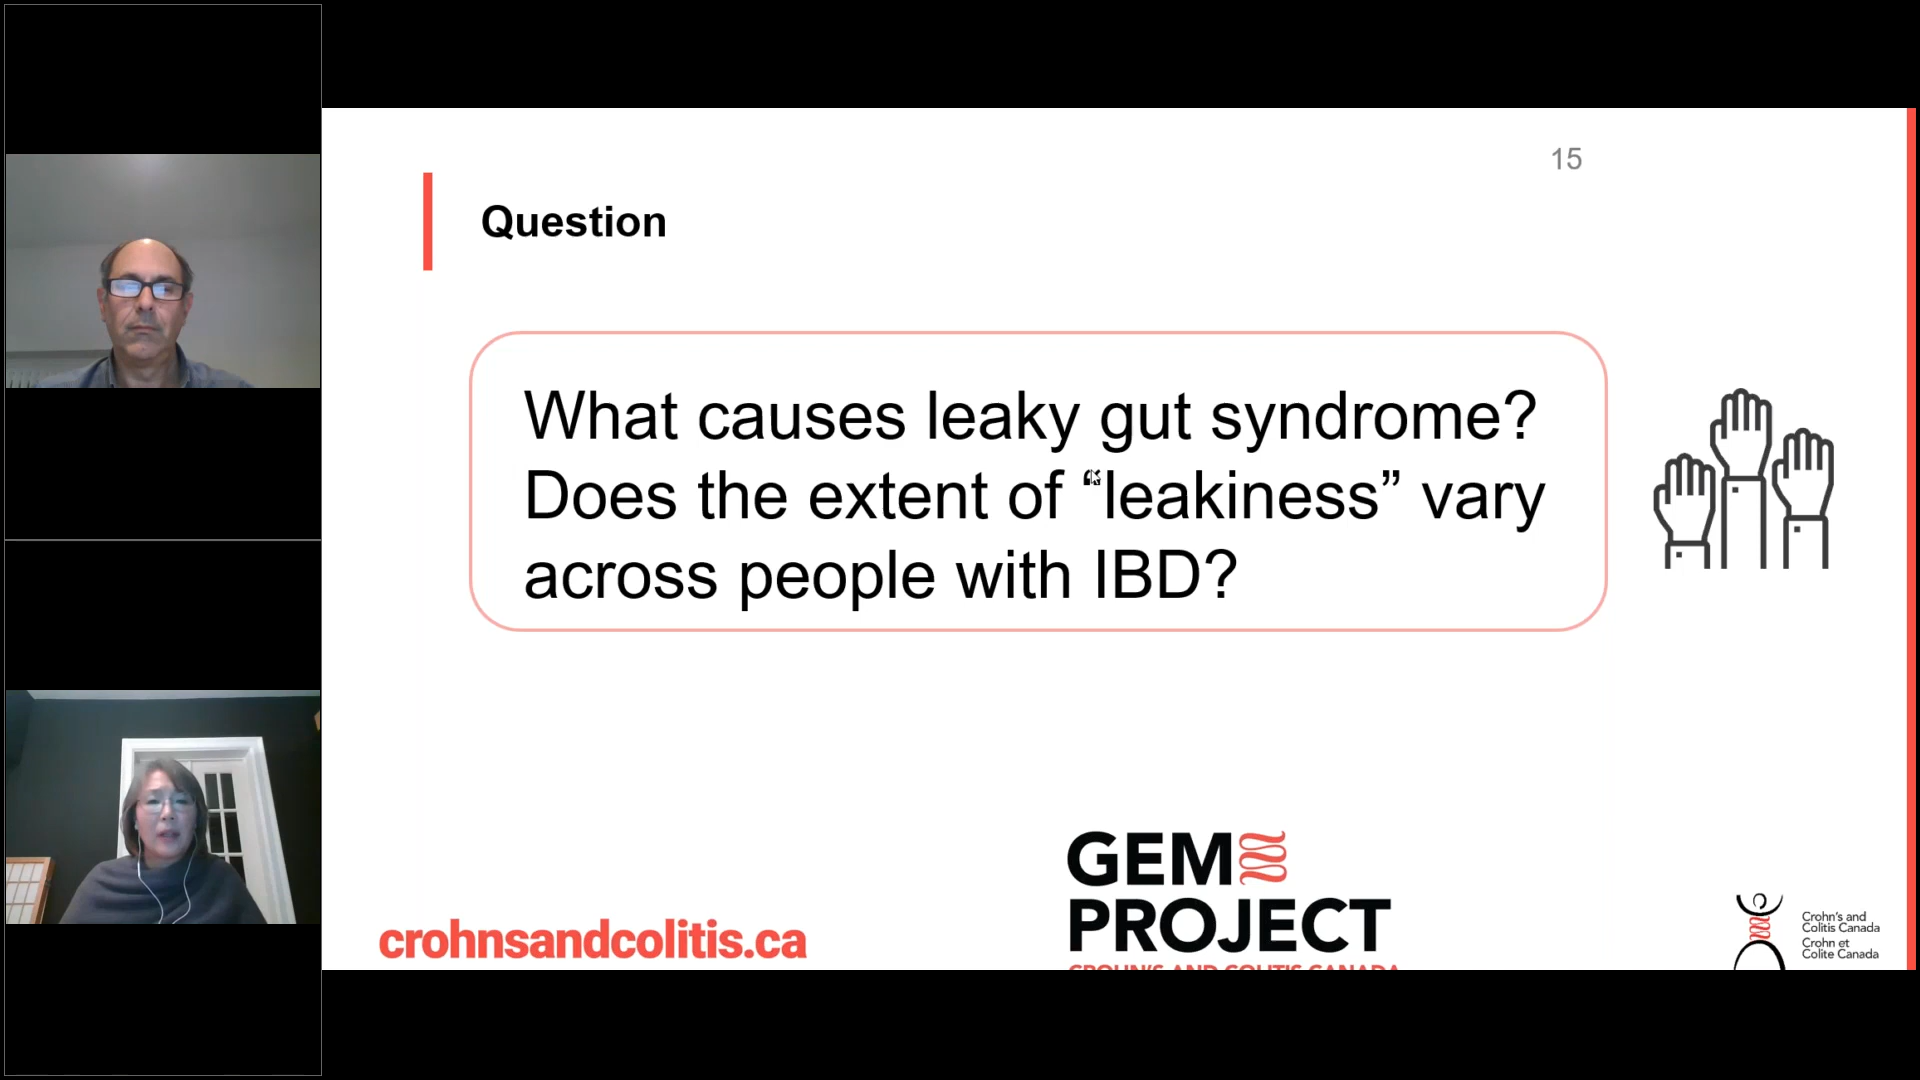 15
Question
What causes leaky gut syndrome?
Does the extent of “leakiness” vary
across people with IBD?
GEM
PROJECT
CROHN'S AND COLITIS CANADA
crohnsandcolitis.ca
Crohn's and
Colitis Canada
Crohn et
Colite Canada